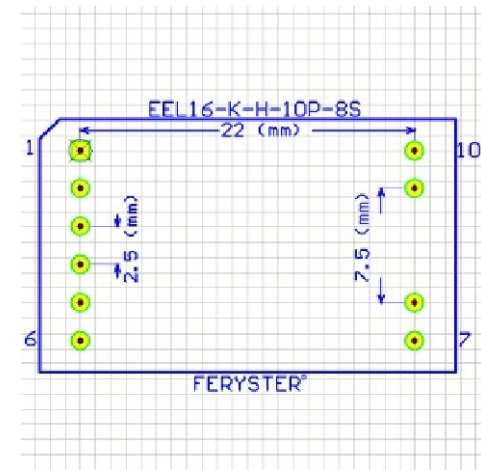 EEL16-K-H-10P-8S
22 (mm)
1
10
2.5 (mm)
7.5 (mm)
6
7
FERYSTER®